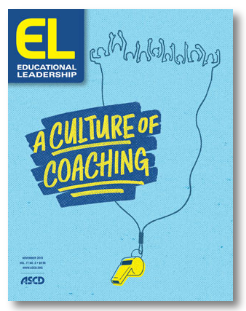 EL
EDUCATIONAL
LEADERSHIP
A CULTURE OF
COACHING
ASCD